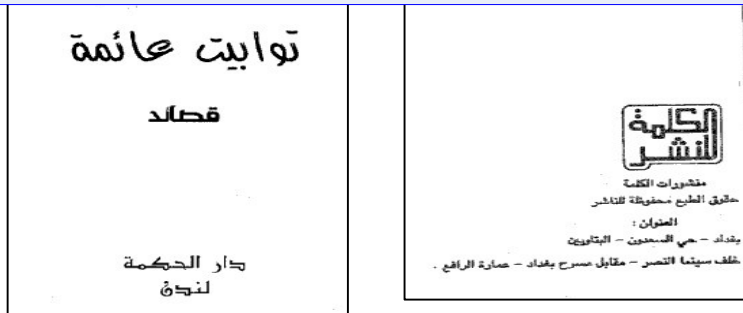 توابيت عائمة
قصائد
دار الحكمة
لندن
الكلمة
للنشر
منشورات الكلمة
حقوق الطبع محفوظة للناشر
العنوان :
بغداد – حي السعدون – البتاويين
خلف سينما النصر – مقابل مسرح بغداد – عمارة الرافع .